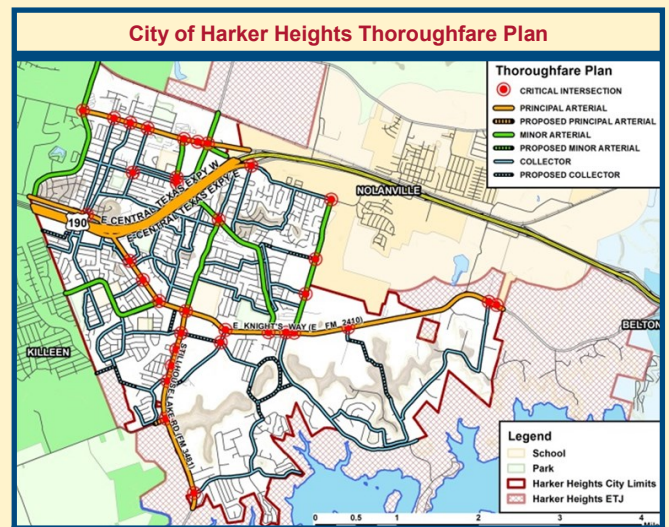 City of Harker Heights Thoroughfare Plan
Thoroughfare Plan
CRITICAL INTERSECTION
PRINCIPAL ARTERIAL
PROPOSED PRINCIPAL ARTERIAL
MINOR ARTERIAL
PROPOSED MINOR ARTERIAL
COLLECTOR
PROPOSED COLLECTOR
NOLANVILLE
E CENTRAL TEXAS EXPY W
E CENTRAL TEXAS EXPY E
190
E KNIGHT'S WAY (E FM 2410)
BELTON
KILLEEN
STILLHOUSE LAKE RD (FM 3481)
Legend
School
Park
Harker Heights City Limits
Harker Heights ETJ
0 0.5 1 2 3 4